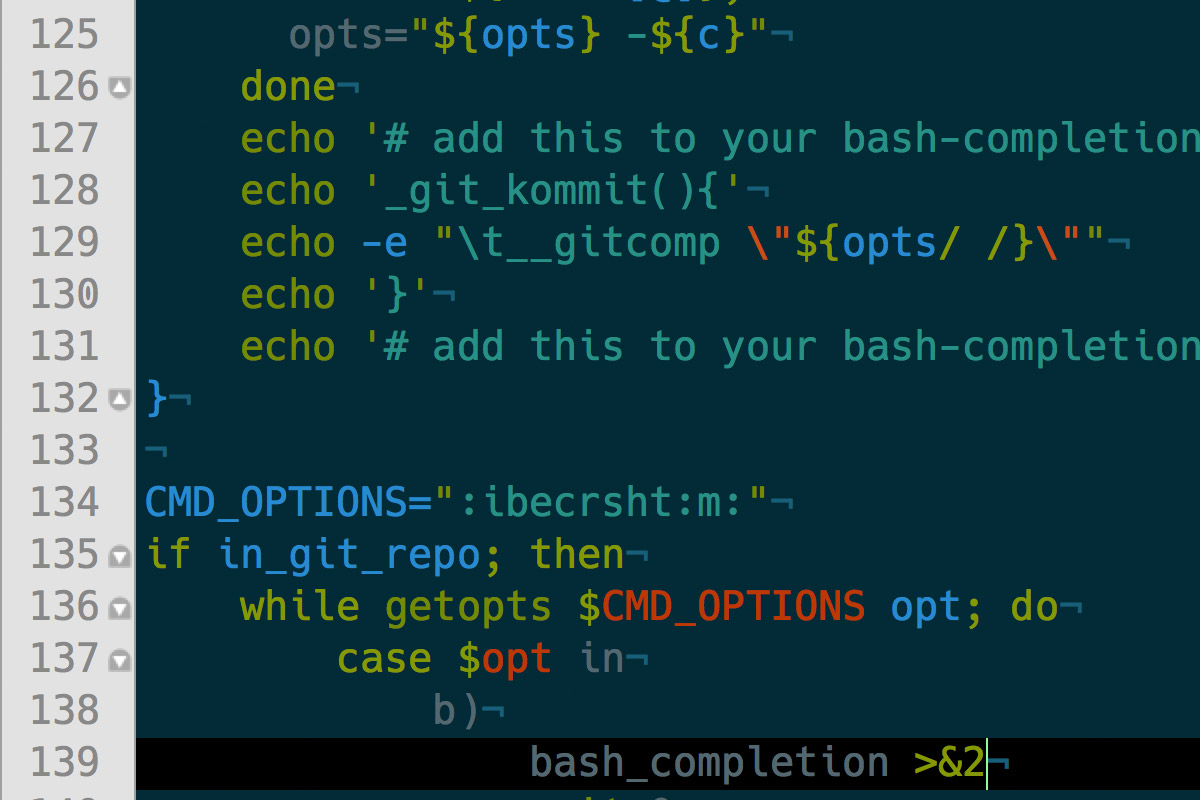 125 opts="${opts} -${c}"¬
126 done¬
127 echo '# add this to your bash-completion
128 echo '_git_kommit(){'¬
129 echo -e "\t__gitcomp \"${opts/ /}\""¬
130 echo '}'¬
131 echo '# add this to your bash-completion
132 }¬
133 ¬
134 CMD_OPTIONS=":ibecrsht:m:"¬
135 if in_git_repo; then¬
136 while getopts $CMD_OPTIONS opt; do¬
137 case $opt in¬
138 b)¬
139 bash_completion >&2¬